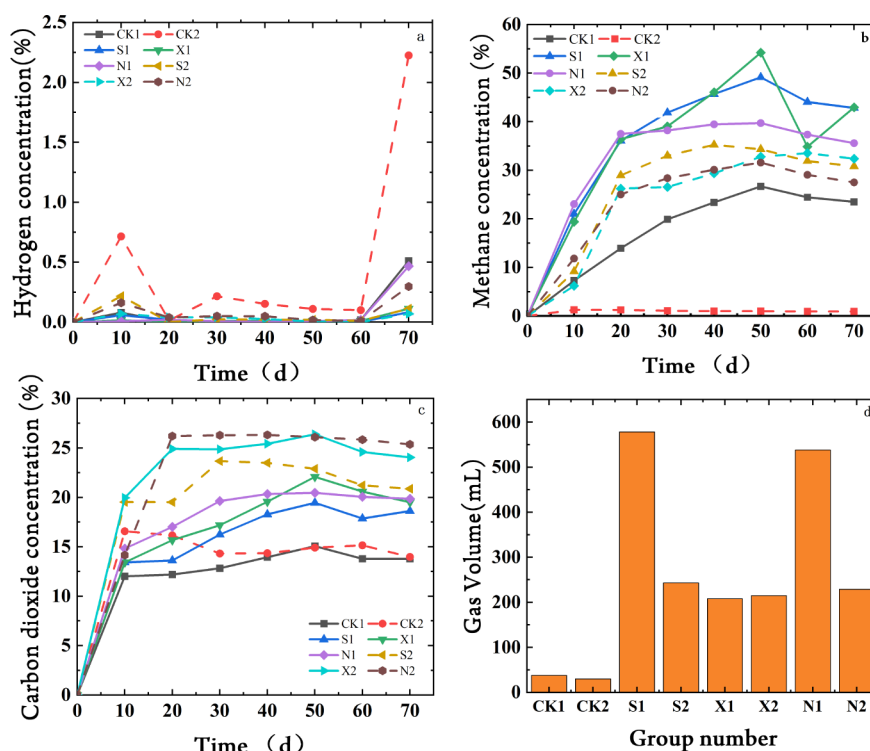 a
Hydrogen concentration(%)
2.5
2.0
1.5
1.0
0.5
0.0
CK1 CK2
S1 X1
N1 S2
X2 N2
0 10 20 30 40 50 60 70
Time (d)
b
Methane concentration (%)
60
50
40
30
20
10
0
CK1 CK2
S1 X1
N1 S2
X2 N2
0 10 20 30 40 50 60 70
Time (d)
c
Carbon dioxide concentration (%)
30
25
20
15
10
5
0
CK1 CK2
S1 X1
N1 S2
X2 N2
0 10 20 30 40 50 60 70
Time (d)
d
Gas Volume(mL)
600
500
400
300
200
100
0
CK1 CK2 S1 S2 X1 X2 N1 N2
Group number